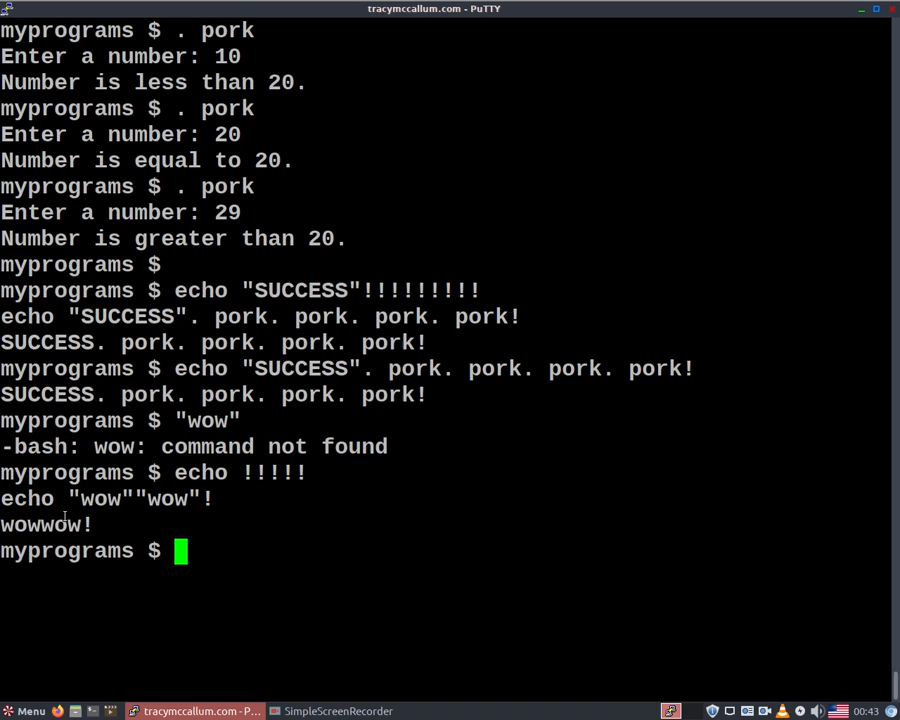 tracymccallum.com - PuTTY
myprograms $ . pork
Enter a number: 10
Number is less than 20.
myprograms $ . pork
Enter a number: 20
Number is equal to 20.
myprograms $ . pork
Enter a number: 29
Number is greater than 20.
myprograms $
myprograms $ echo "SUCCESS"!!!!!!!!!
echo "SUCCESS". pork. pork. pork. pork!
SUCCESS. pork. pork. pork. pork!
myprograms $ echo "SUCCESS". pork. pork. pork. pork!
SUCCESS. pork. pork. pork. pork!
myprograms $ "wow"
-bash: wow: command not found
myprograms $ echo !!!!!
echo "wow""wow"!
wowwow!
myprograms $
Menu tracymccallum.com - P... SimpleScreenRecorder 00:43